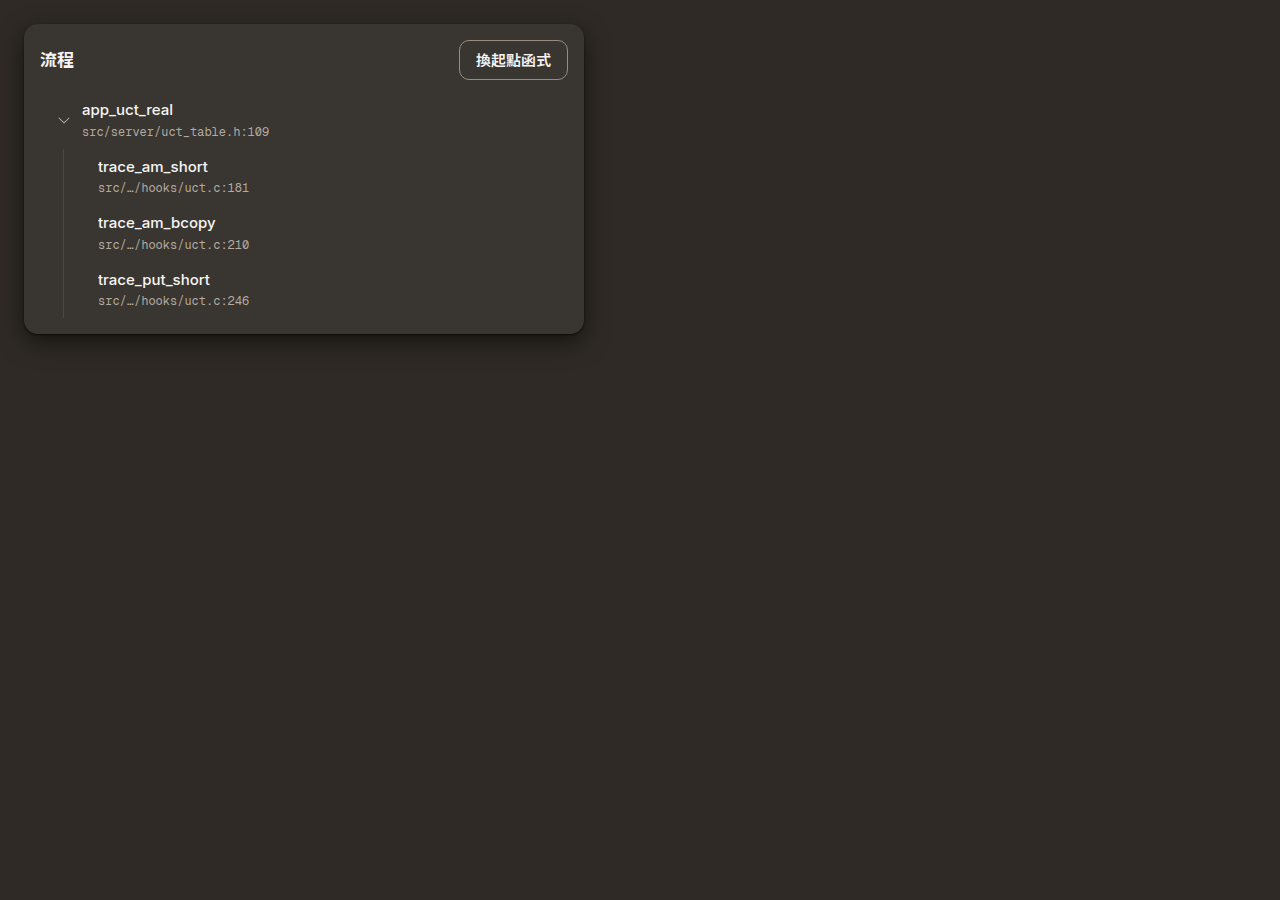 流程
換起點函式
app_uct_real
src/server/uct_table.h:109
trace_am_short
src/…/hooks/uct.c:181
trace_am_bcopy
src/…/hooks/uct.c:210
trace_put_short
src/…/hooks/uct.c:246